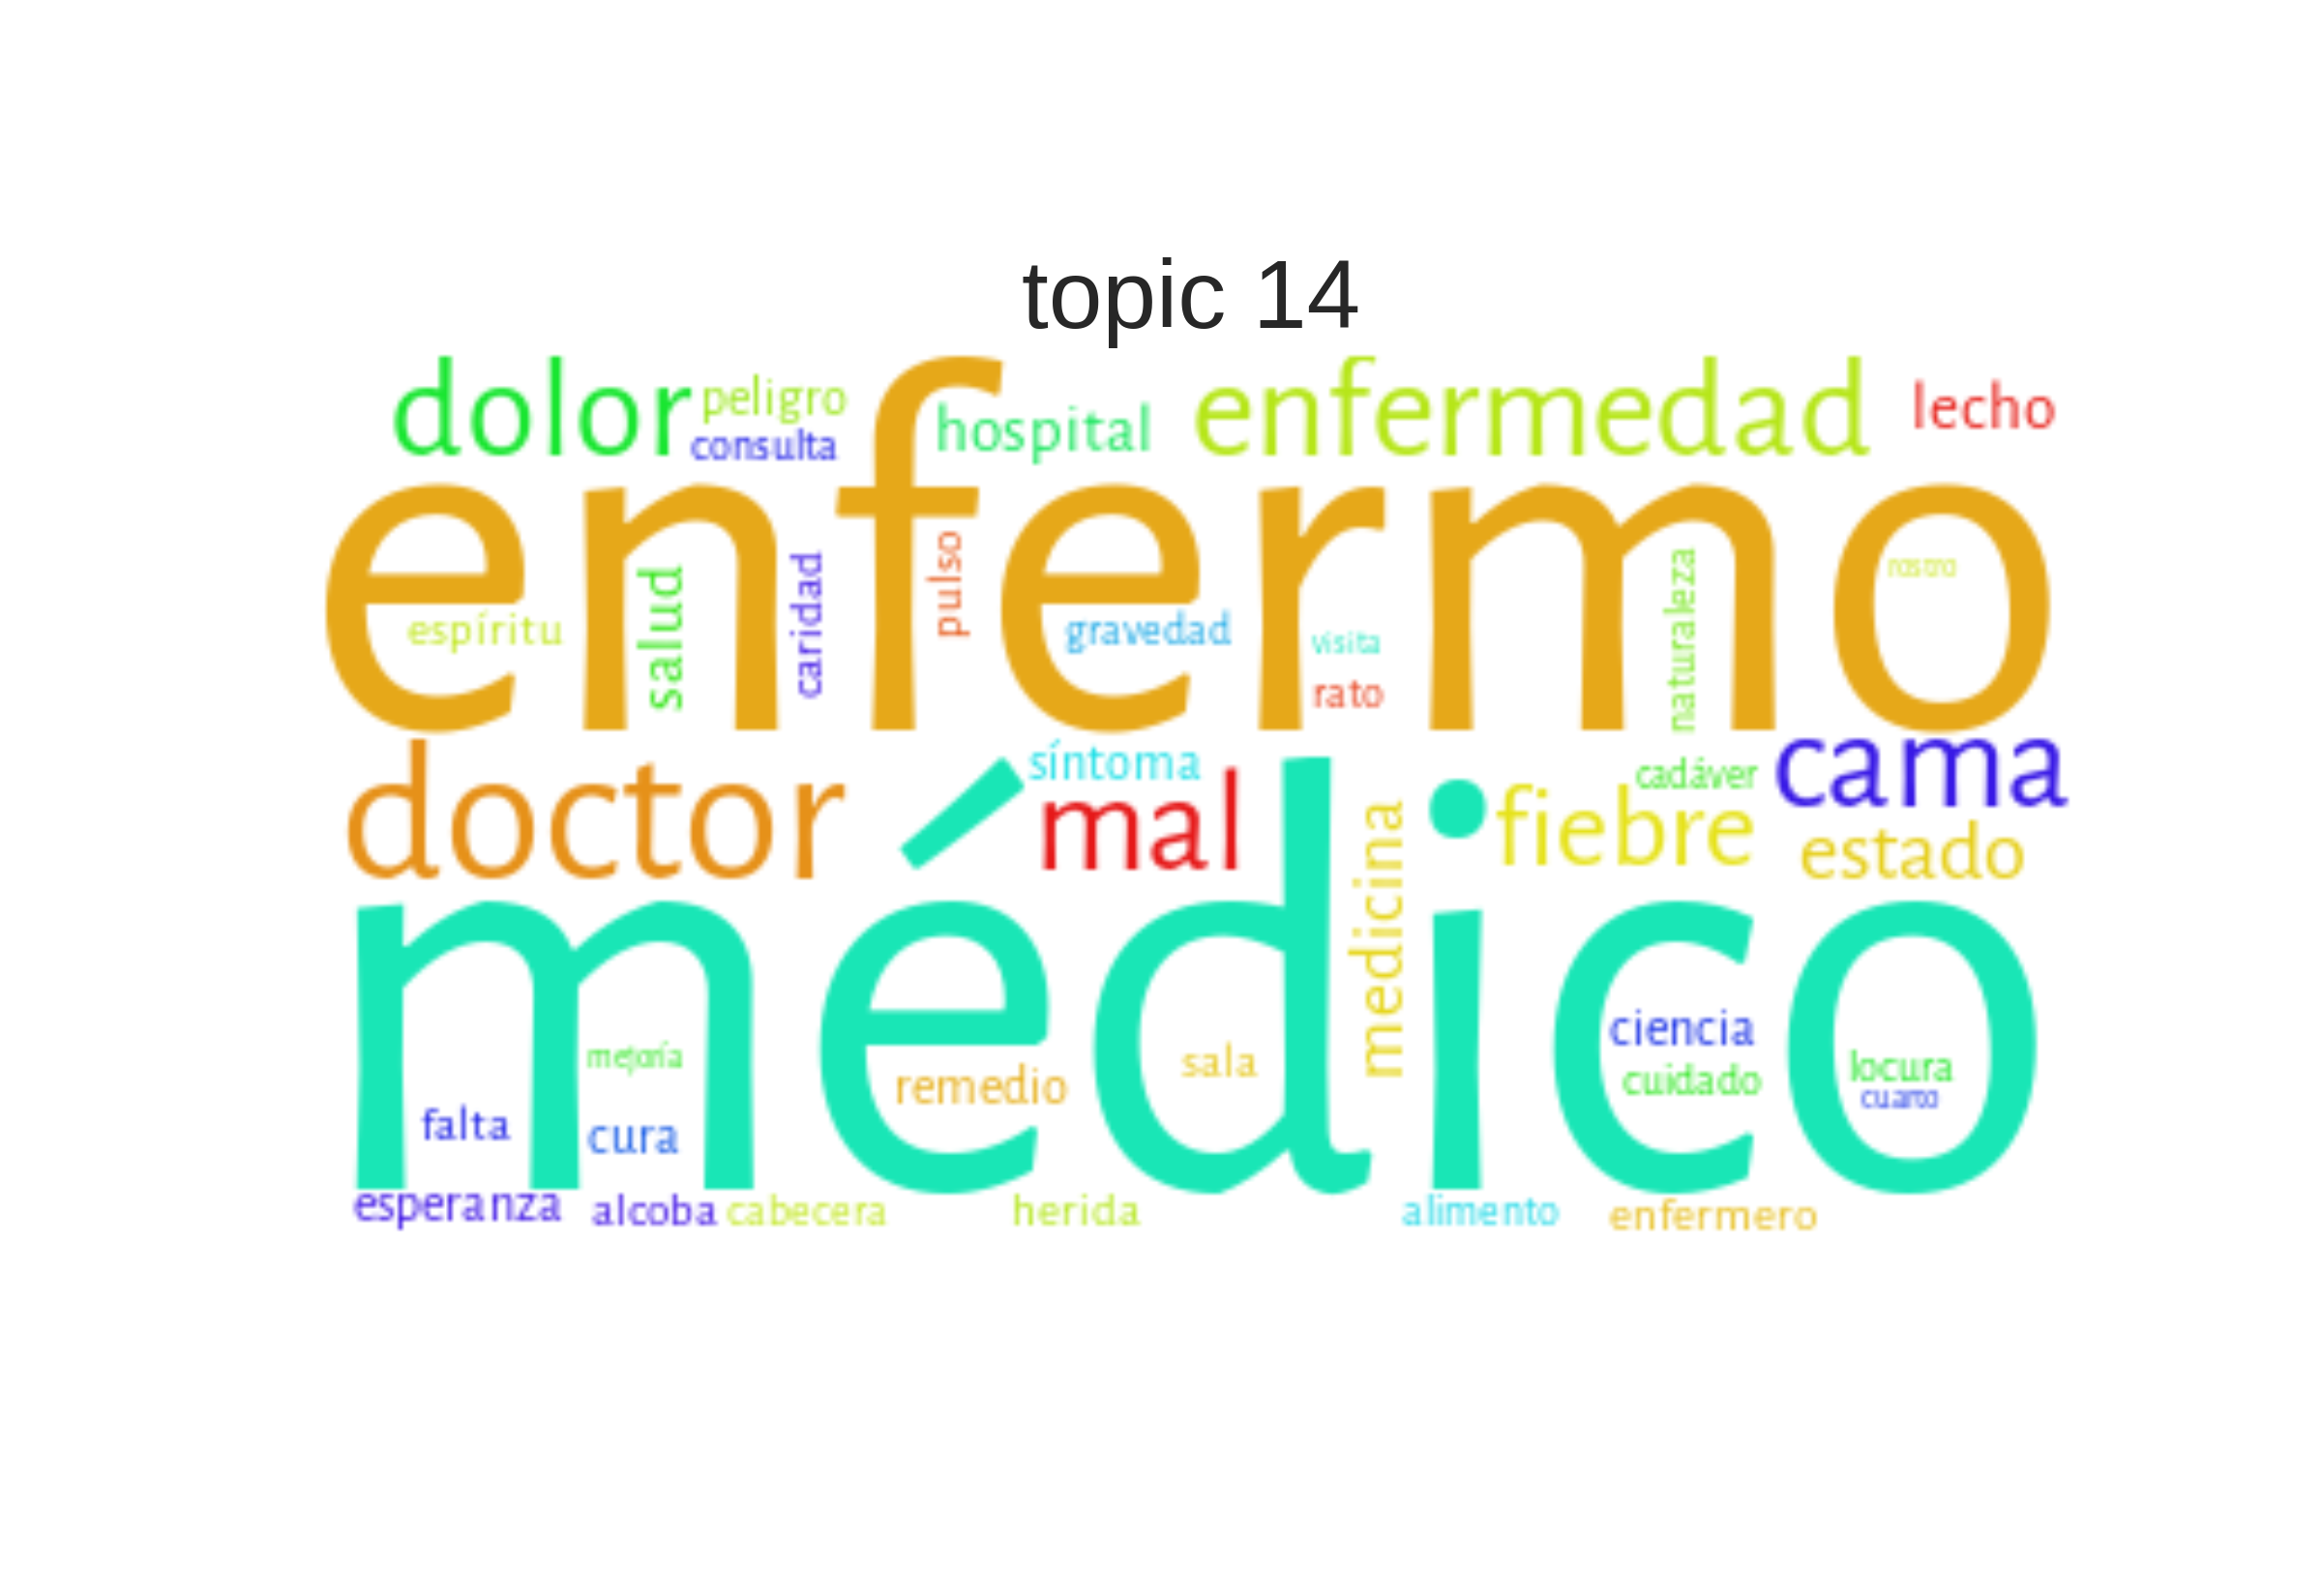 topic 14
dolor
peligro
consulta
hospital
enfermedad
lecho
enfermo
espíritu
salud
caridad
pulso
gravedad
visita
rato
naturaleza
rostro
doctor
síntoma
mal
medicina
cadáver
fiebre
cama
estado
médico
mejoría
falta
cura
remedio
sala
ciencia
cuidado
locura
cuarto
esperanza
alcoba
cabecera
herida
alimento
enfermero